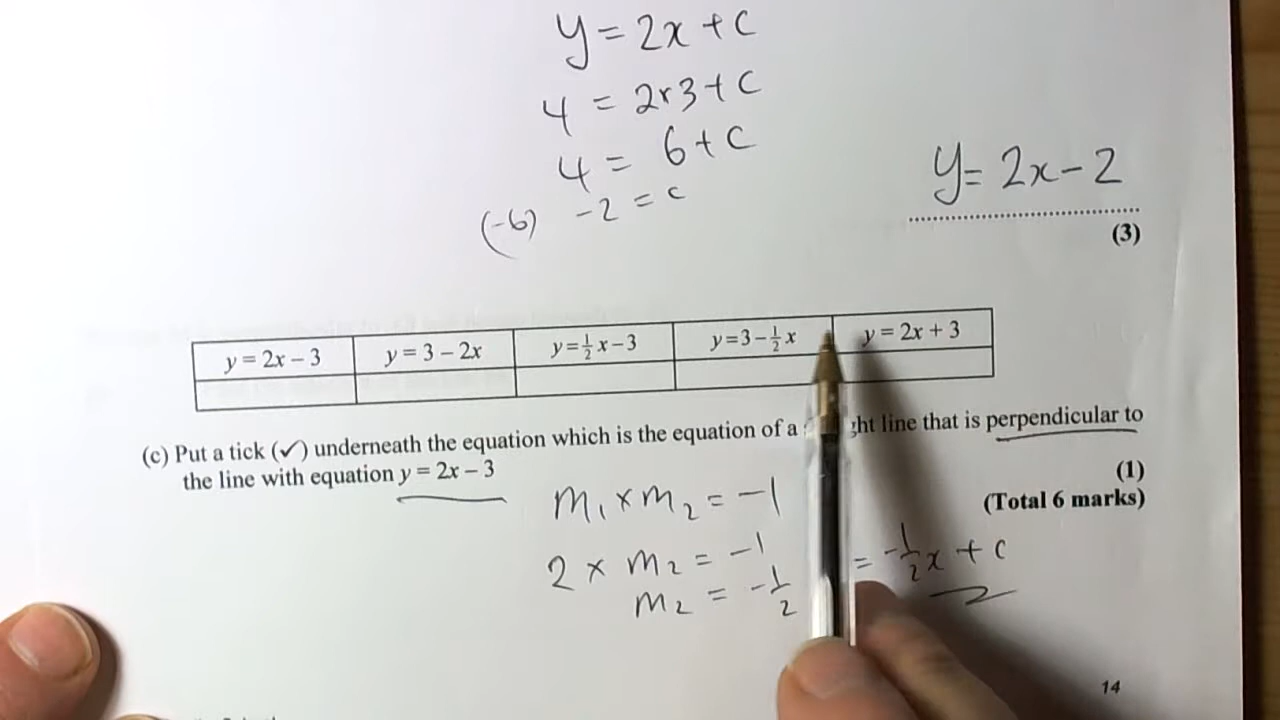 y = 2x + c
4 = 2×3 + c
4 = 6 + c
(-6) -2 = c
y = 2x - 2
(3)
y = 2x – 3 y = 3 – 2x y = 1/2 x – 3 y = 3 – 1/2 x y = 2x + 3
(c) Put a tick (✓) underneath the equation which is the equation of a ght line that is perpendicular to
the line with equation y = 2x – 3
(1)
(Total 6 marks)
m₁ × m₂ = -1
2 × m₂ = -1
m₂ = -1/2
= -1/2 x + c
14